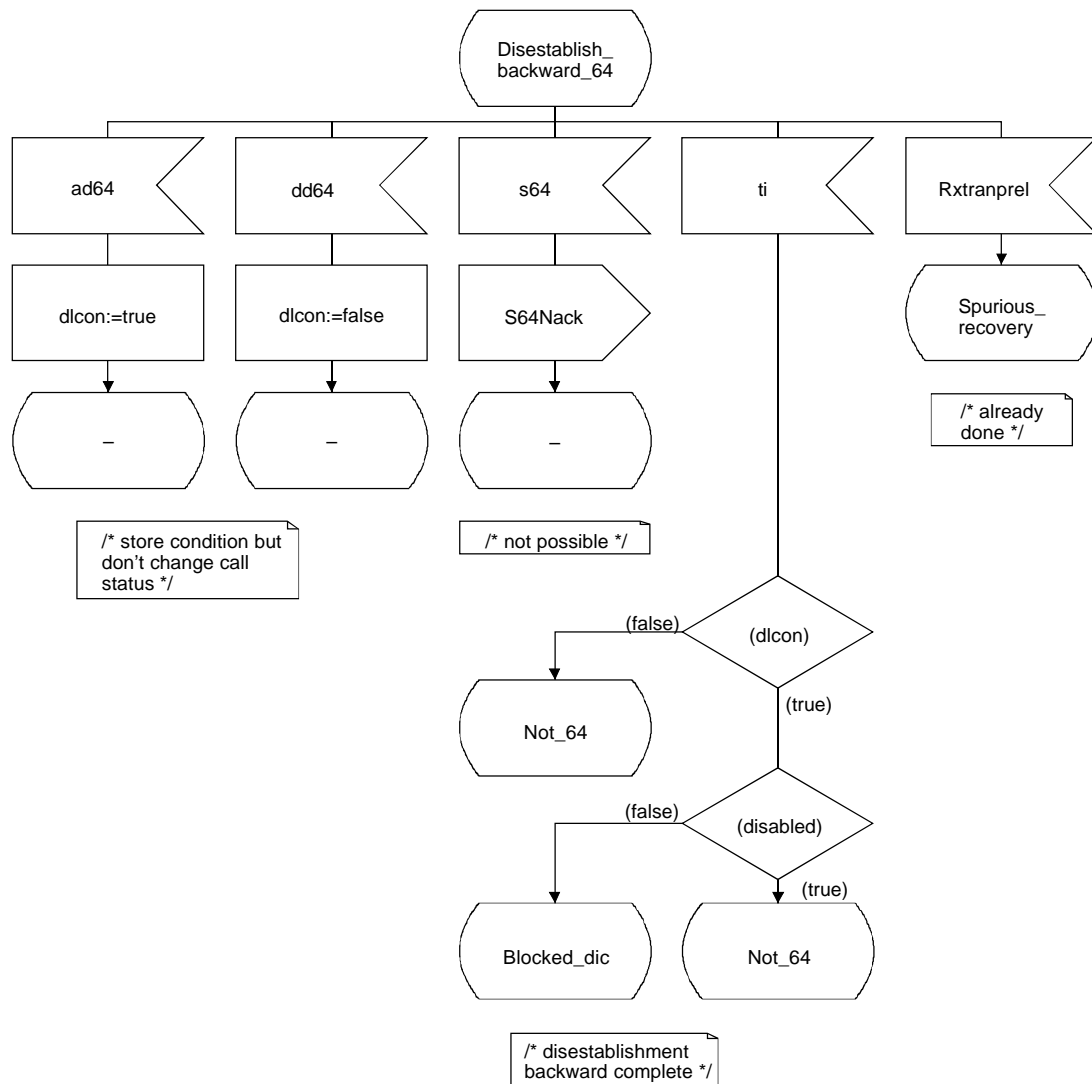 Disestablish_
backward_64
ad64
dd64
s64
ti
Rxtranprel
dlcon:=true
dlcon:=false
S64Nack
Spurious_
recovery
–
–
–
/* already
done */
/* store condition but
don't change call
status */
/* not possible */
(false)
(dlcon)
(true)
Not_64
(false)
(disabled)
(true)
Blocked_dic
Not_64
/* disestablishment
backward complete */